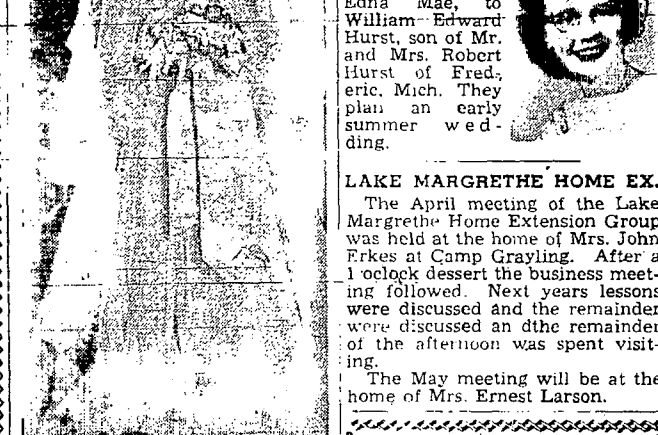 Edna Mae, to
William Edward
Hurst, son of Mr.
and Mrs. Robert
Hurst of Fred-
eric, Mich. They
plan an early
summer wed-
ding.
LAKE MARGRETHE HOME EX.
The April meeting of the Lake
Margrethe Home Extension Group
was held at the home of Mrs. John
Erkes at Camp Grayling. After a
1 oclock dessert the business meet-
ing followed. Next years lessons
were discussed and the remainder
were discussed an dthe remainder
of the afternoon was spent visit-
ing.
The May meeting will be at the
home of Mrs. Ernest Larson.